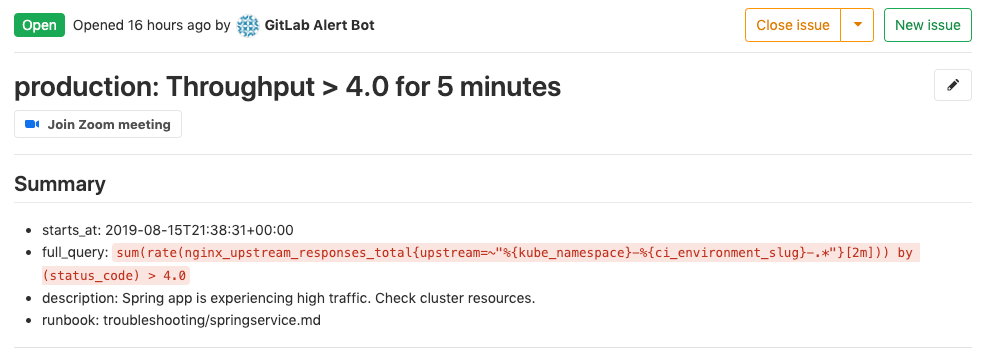 Open Opened 16 hours ago by GitLab Alert Bot Close issue New issue
production: Throughput > 4.0 for 5 minutes
Join Zoom meeting
Summary
starts_at: 2019-08-15T21:38:31+00:00
full_query: sum(rate(nginx_upstream_responses_total{upstream=~"%{kube_namespace}-%{ci_environment_slug}-.*"}[2m])) by
(status_code) > 4.0
description: Spring app is experiencing high traffic. Check cluster resources.
runbook: troubleshooting/springservice.md